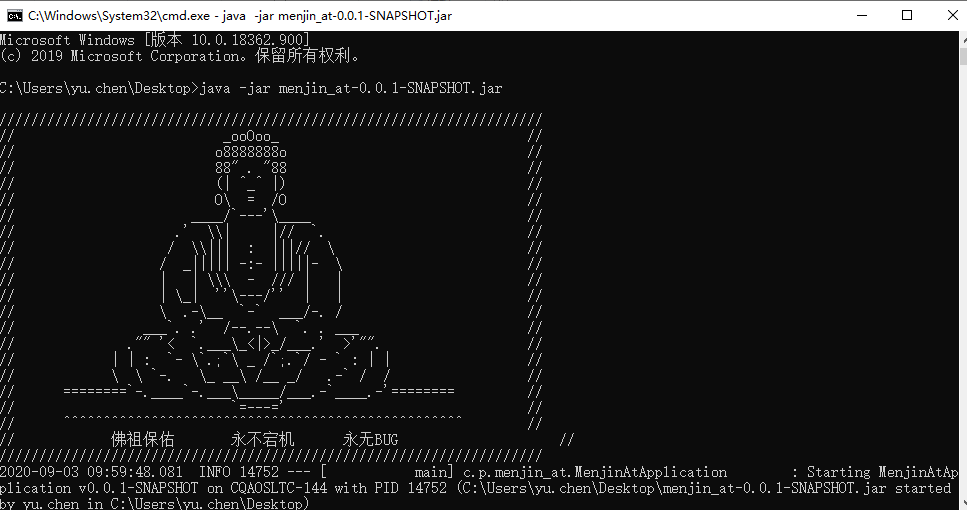 C:\Windows\System32\cmd.exe - java  -jar menjin_at-0.0.1-SNAPSHOT.jar
Microsoft Windows [版本 10.0.18362.900]
(c) 2019 Microsoft Corporation。保留所有权利。
C:\Users\yu.chen\Desktop>java -jar menjin_at-0.0.1-SNAPSHOT.jar
////////////////////////////////////////////////////////////////////
//                          _ooOoo_                               //
//                         o8888888o                              //
//                         88" . "88                              //
//                         (| ^_^ |)                              //
//                         O\  =  /O                              //
//                      ____/`---'\____                           //
//                    .'  \\|     |//  `.                         //
//                   /  \\|||  :  |||//  \                        //
//                  /  _||||| -:- |||||-  \                       //
//                  |   | \\\  -  /// |   |                       //
//                  | \_|  ''\---/''  |   |                       //
//                  \  .-\__  `-`  ___/-. /                       //
//                ___`. .'  /--.--\  `. . ___                     //
//              ."" '<  `.___\_<|>_/___.'  >'"".                  //
//            | | :  `- \`.;`\ _ /`;.`/ - ` : | |                 //
//            \  \ `-.   \_ __\ /__ _/   .-` /  /                 //
//      ========`-.____`-.___\_____/___.-`____.-'========         //
//                           `=---='                              //
//      ^^^^^^^^^^^^^^^^^^^^^^^^^^^^^^^^^^^^^^^^^^^^^^^^^^        //
//            佛祖保佑       永不宕机      永无BUG                    //
////////////////////////////////////////////////////////////////////
2020-09-03 09:59:48.081  INFO 14752 --- [           main] c.p.menjin_at.MenjinAtApplication        : Starting MenjinAtAp
plication v0.0.1-SNAPSHOT on CQAOSLTC-144 with PID 14752 (C:\Users\yu.chen\Desktop\menjin_at-0.0.1-SNAPSHOT.jar started
by yu.chen in C:\Users\yu.chen\Desktop)